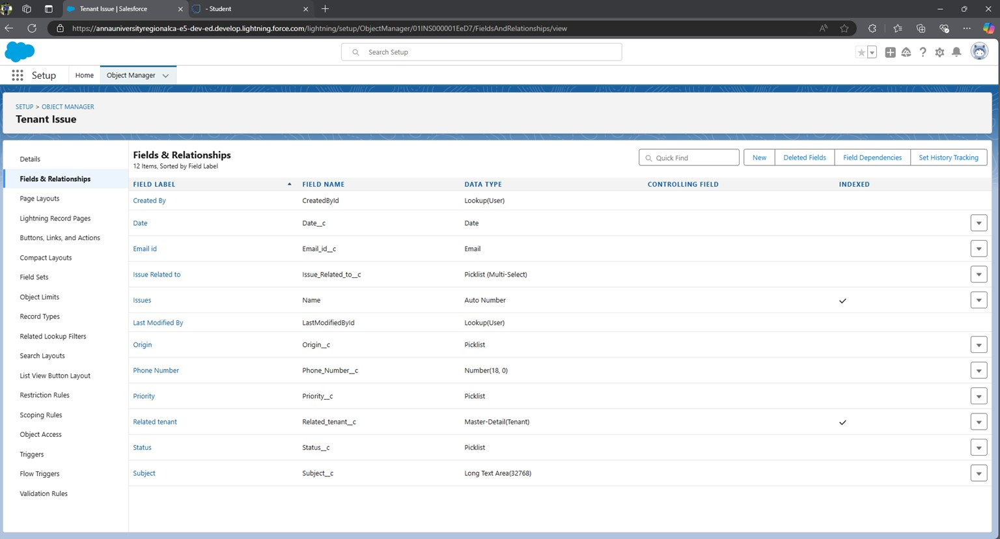 Tenant Issue | Salesforce
- Student
https://annauniversityregionalca-e5-dev-ed.develop.lightning.force.com/lightning/setup/ObjectManager/01INS000001EeD7/FieldsAndRelationships/view
Search Setup
Setup Home Object Manager
SETUP > OBJECT MANAGER
Tenant Issue
Details
Fields & Relationships
Page Layouts
Lightning Record Pages
Buttons, Links, and Actions
Compact Layouts
Field Sets
Object Limits
Record Types
Related Lookup Filters
Search Layouts
List View Button Layout
Restriction Rules
Scoping Rules
Object Access
Triggers
Flow Triggers
Validation Rules
Fields & Relationships
12 Items, Sorted by Field Label
Quick Find New Deleted Fields Field Dependencies Set History Tracking
FIELD LABEL FIELD NAME DATA TYPE CONTROLLING FIELD INDEXED
Created By CreatedById Lookup(User)
Date Date__c Date
Email id Email_id__c Email
Issue Related to Issue_Related_to__c Picklist (Multi-Select)
Issues Name Auto Number
Last Modified By LastModifiedById Lookup(User)
Origin Origin__c Picklist
Phone Number Phone_Number__c Number(18, 0)
Priority Priority__c Picklist
Related tenant Related_tenant__c Master-Detail(Tenant)
Status Status__c Picklist
Subject Subject__c Long Text Area(32768)